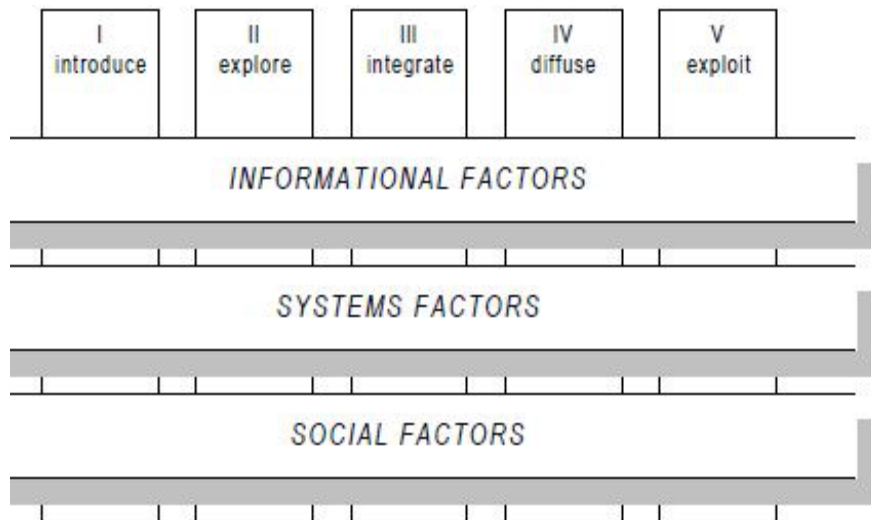 I II III IV V
introduce explore integrate diffuse exploit
INFORMATIONAL FACTORS
SYSTEMS FACTORS
SOCIAL FACTORS